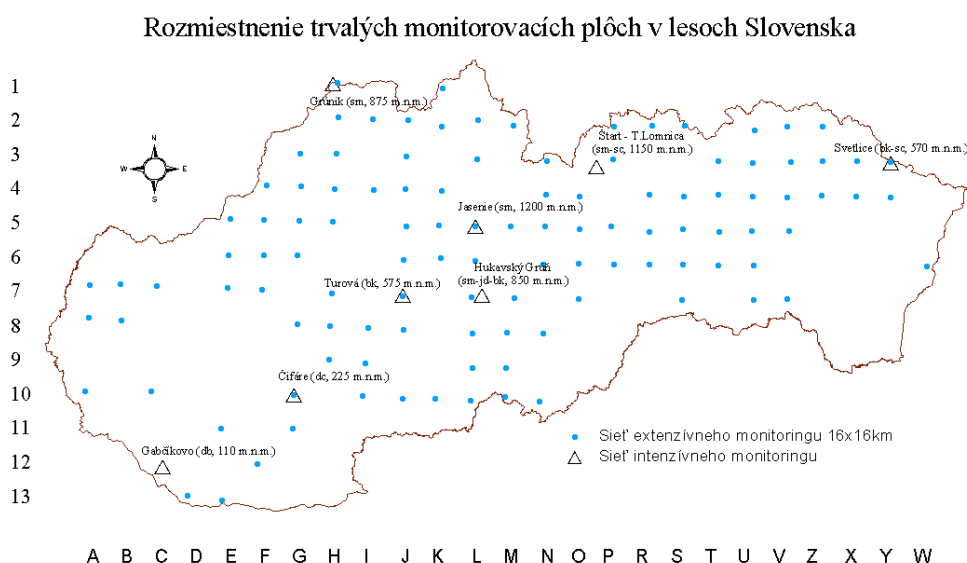 Rozmiestnenie trvalých monitorovacích plôch v lesoch Slovenska
1
2
3
4
5
6
7
8
9
10
11
12
13
N
W
E
S
Grúnik (sm, 875 m.n.m.)
Štart - T.Lomnica
(sm-sc, 1150 m.n.m.)
Svetlice (bk-sc, 570 m.n.m.)
Jasenie (sm, 1200 m.n.m.)
Hukavský Grúň
(sm-jd-bk, 850 m.n.m.)
Turová (bk, 575 m.n.m.)
Čifáre (dc, 225 m.n.m.)
Gabčíkovo (db, 110 m.n.m.)
Sieť extenzívneho monitoringu 16x16km
Sieť intenzívneho monitoringu
A B C D E F G H I J K L M N O P R S T U V Z X Y W